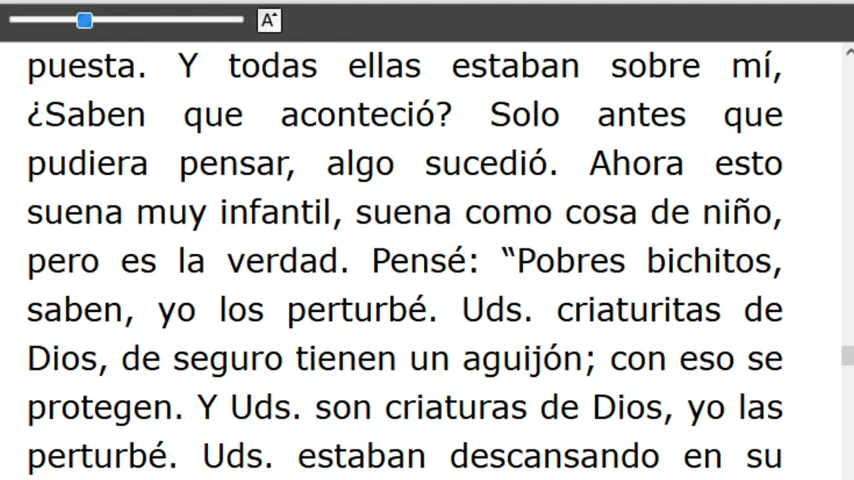 A
puesta. Y todas ellas estaban sobre mí,
¿Saben que aconteció? Solo antes que
pudiera pensar, algo sucedió. Ahora esto
suena muy infantil, suena como cosa de niño,
pero es la verdad. Pensé: “Pobres bichitos,
saben, yo los perturbé. Uds. criaturitas de
Dios, de seguro tienen un aguijón; con eso se
protegen. Y Uds. son criaturas de Dios, yo las
perturbé. Uds. estaban descansando en su